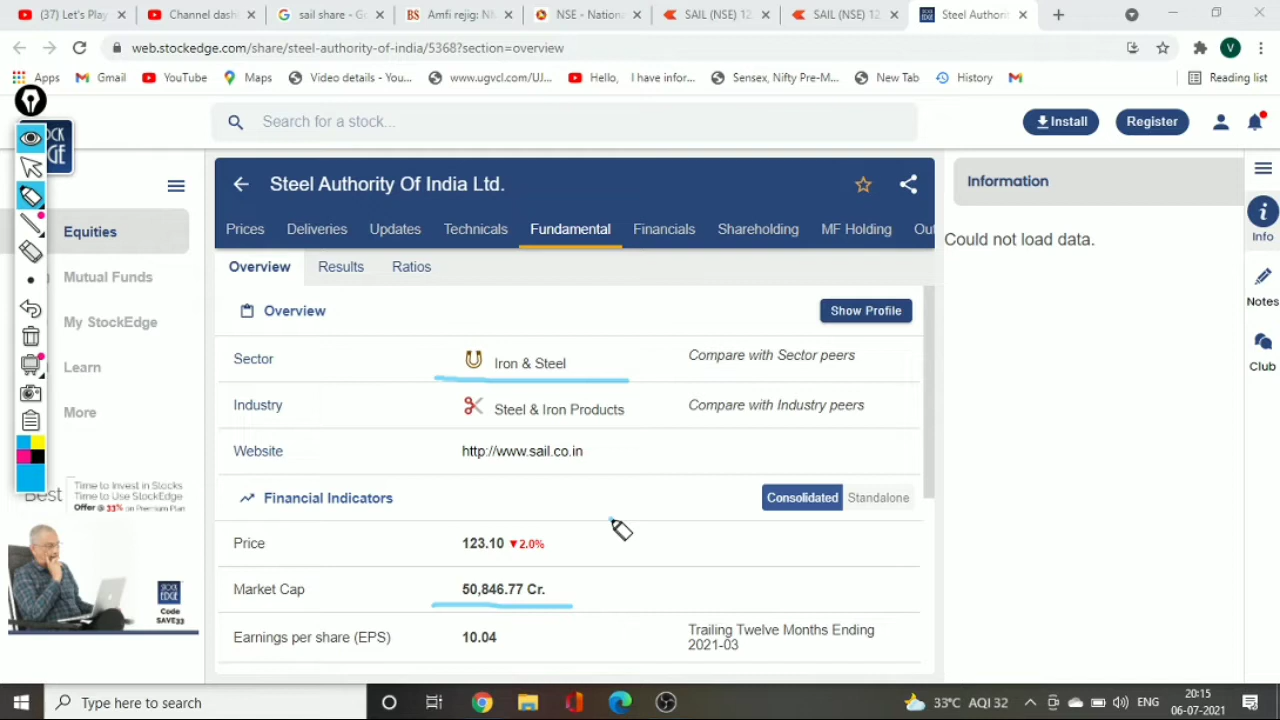 (37) Let's Play
Channel dash
sail share - G
Amfi rejig: N
NSE - Nationa
SAIL (NSE) 12
SAIL (NSE) 12
Steel Authori
web.stockedge.com/share/steel-authority-of-india/5368?section=overview
V
Apps
Gmail
YouTube
Maps
Video details - You...
www.ugvcl.com/UJ...
Hello, I have infor...
Sensex, Nifty Pre-M...
New Tab
History
Reading list
OCK
DGE
Search for a stock...
Install
Register
Equities
Mutual Funds
My StockEdge
Learn
More
Best
Time to Invest in Stocks
Time to Use StockEdge
Offer @ 33% on Premium Plan
STOCK
EDGE
Code
SAVE33
Steel Authority Of India Ltd.
Prices
Deliveries
Updates
Technicals
Fundamental
Financials
Shareholding
MF Holding
Ou
Overview
Results
Ratios
Overview
Show Profile
Sector
Iron & Steel
Compare with Sector peers
Industry
Steel & Iron Products
Compare with Industry peers
Website
http://www.sail.co.in
Financial Indicators
Consolidated
Standalone
Price
123.10 ▼2.0%
Market Cap
50,846.77 Cr.
Earnings per share (EPS)
10.04
Trailing Twelve Months Ending
2021-03
Information
Could not load data.
Info
Notes
Club
Type here to search
33°C AQI 32
ENG
20:15
06-07-2021